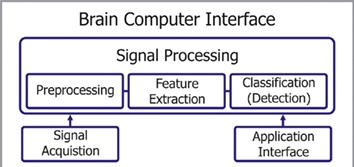 Brain Computer Interface
Signal Processing
Preprocessing
Feature
Extraction
Classification
(Detection)
Signal
Acquistion
Application
Interface